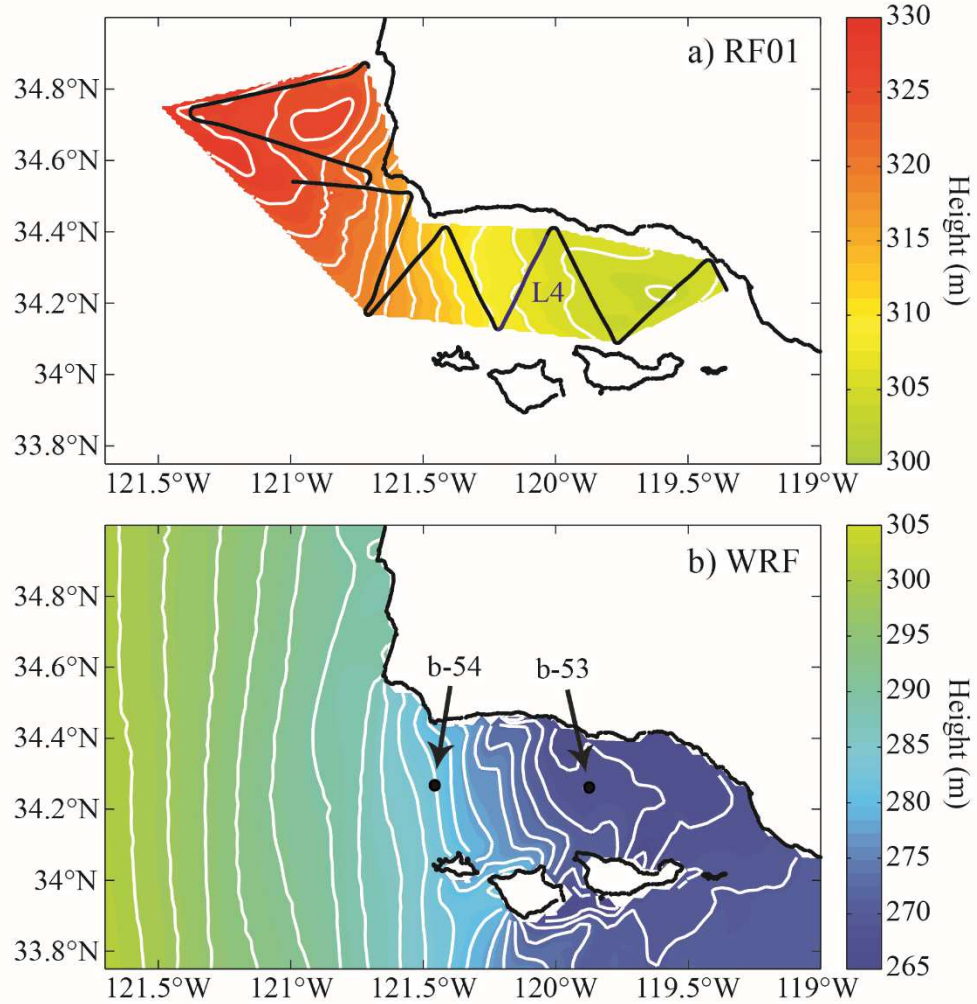 a) RF01
34.8°N
34.6°N
34.4°N
34.2°N
34°N
33.8°N
L4
121.5°W 121°W 120.5°W 120°W 119.5°W 119°W
330
325
320
315
310
305
300
Height (m)
b) WRF
34.8°N
34.6°N
34.4°N
34.2°N
34°N
33.8°N
b-54
b-53
121.5°W 121°W 120.5°W 120°W 119.5°W 119°W
305
300
295
290
285
280
275
270
265
Height (m)